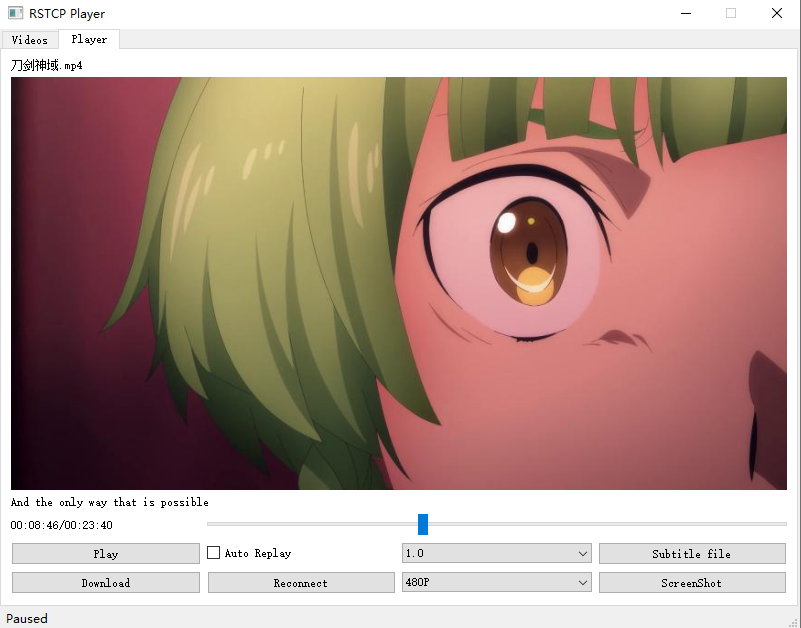 RSTCP Player
Videos Player
刀剑神域.mp4
And the only way that is possible
00:08:46/00:23:40
Play Auto Replay 1.0 Subtitle file
Download Reconnect 480P ScreenShot
Paused